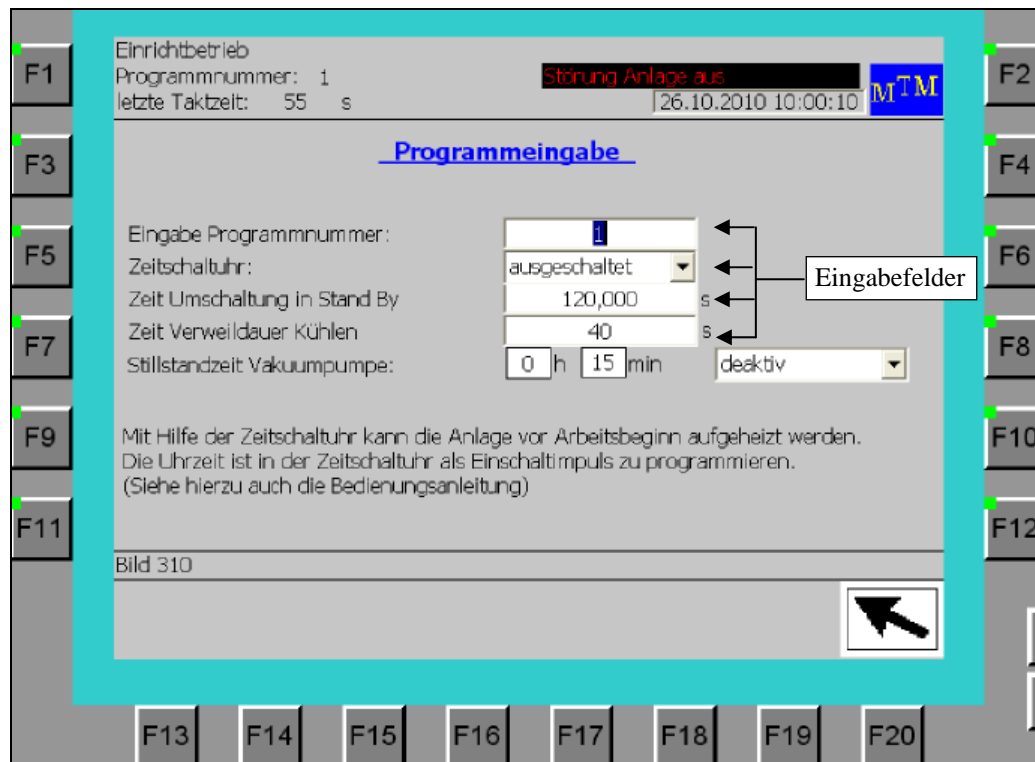 Einrichtbetrieb
Programmnummer: 1
Störung Anlage aus
letzte Taktzeit: 55 s
26.10.2010 10:00:10
MTM
Programmeingabe
Eingabe Programmnummer: 1
Zeitschaltuhr: ausgeschaltet
Zeit Umschaltung in Stand By 120,000 s
Zeit Verweildauer Kühlen 40 s
Stillstandzeit Vakuumpumpe: 0 h 15 min deaktiv
Eingabefelder
Mit Hilfe der Zeitschaltuhr kann die Anlage vor Arbeitsbeginn aufgeheizt werden.
Die Uhrzeit ist in der Zeitschaltuhr als Einschaltimpuls zu programmieren.
(Siehe hierzu auch die Bedienungsanleitung)
Bild 310
F1
F2
F3
F4
F5
F6
F7
F8
F9
F10
F11
F12
F13 F14 F15 F16 F17 F18 F19 F20